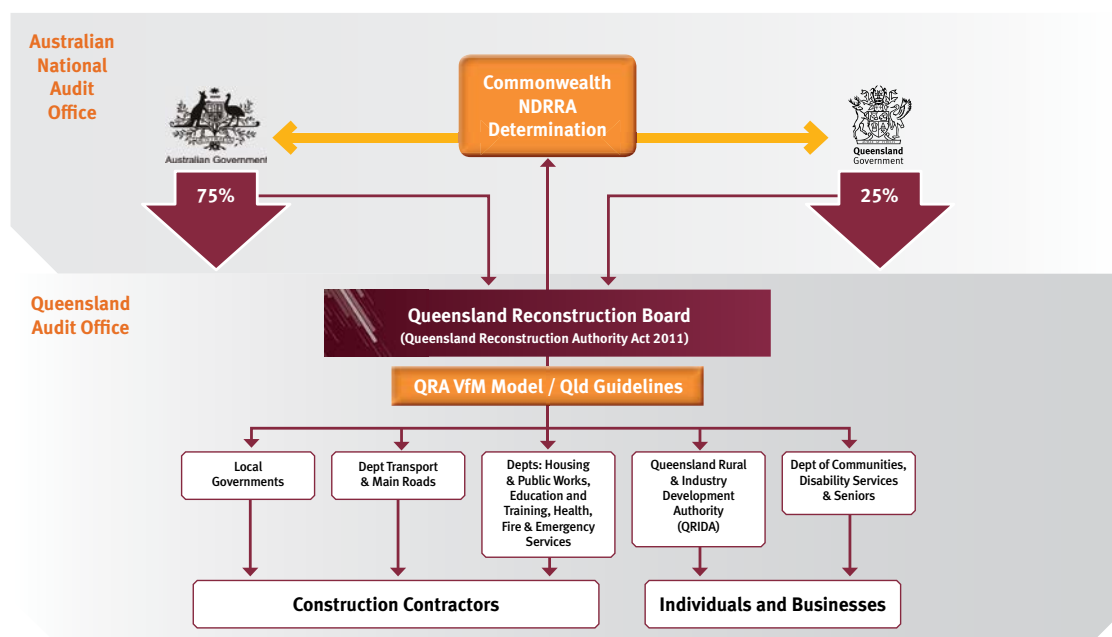 Australian
National
Audit
Office
Commonwealth
NDRRA
Determination
Australian Government
Queensland
Government
75%
25%
Queensland
Audit Office
Queensland Reconstruction Board
(Queensland Reconstruction Authority Act 2011)
QRA VfM Model / Qld Guidelines
Local
Governments
Dept Transport
& Main Roads
Depts: Housing
& Public Works,
Education and
Training, Health,
Fire & Emergency
Services
Queensland Rural
& Industry
Development
Authority
(QRIDA)
Dept of Communities,
Disability Services
& Seniors
Construction Contractors
Individuals and Businesses